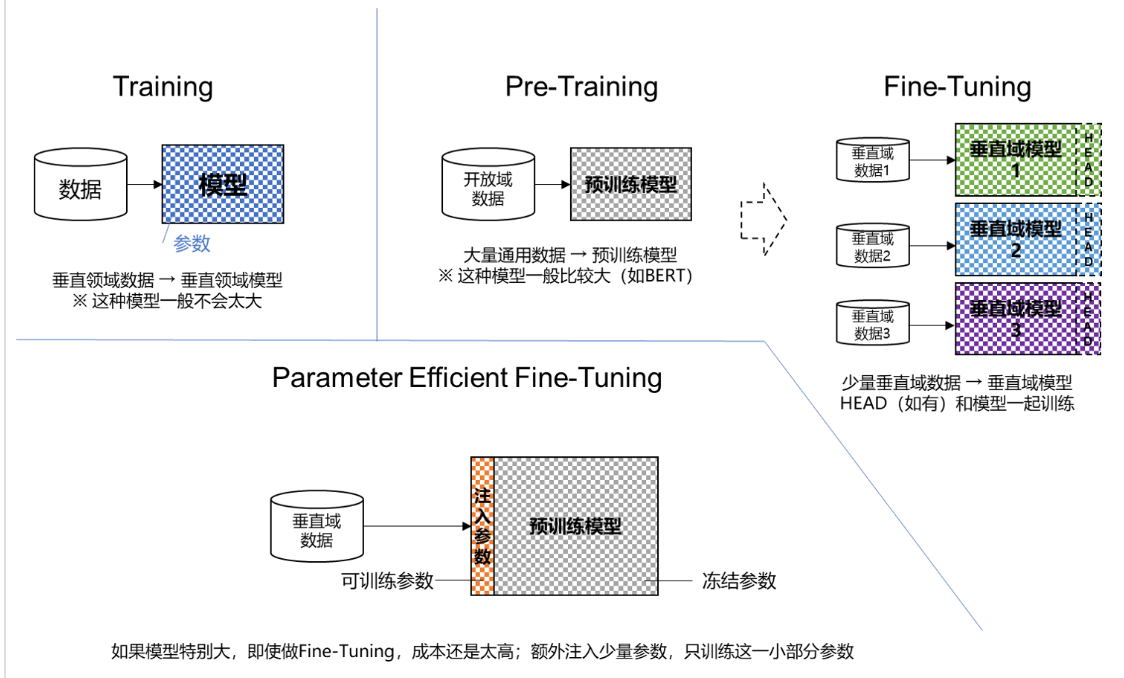 Training
数据
模型
参数
垂直领域数据 → 垂直领域模型
※ 这种模型一般不会太大
Pre-Training
开放域
数据
预训练模型
大量通用数据 → 预训练模型
※ 这种模型一般比较大（如BERT）
Fine-Tuning
垂直域
数据1
垂直域模型
1
HEAD
垂直域
数据2
垂直域模型
2
HEAD
垂直域
数据3
垂直域模型
3
HEAD
少量垂直域数据 → 垂直域模型
HEAD（如有）和模型一起训练
Parameter Efficient Fine-Tuning
垂直域
数据
注入参数
预训练模型
可训练参数
冻结参数
如果模型特别大，即使做Fine-Tuning，成本还是太高；额外注入少量参数，只训练这一小部分参数